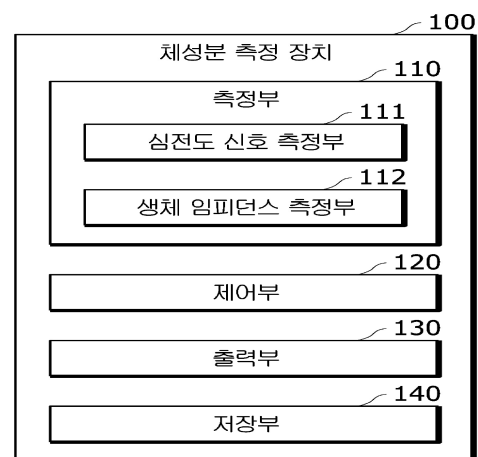 100
체성분 측정 장치
110
측정부
111
심전도 신호 측정부
112
생체 임피던스 측정부
120
제어부
130
출력부
140
저장부